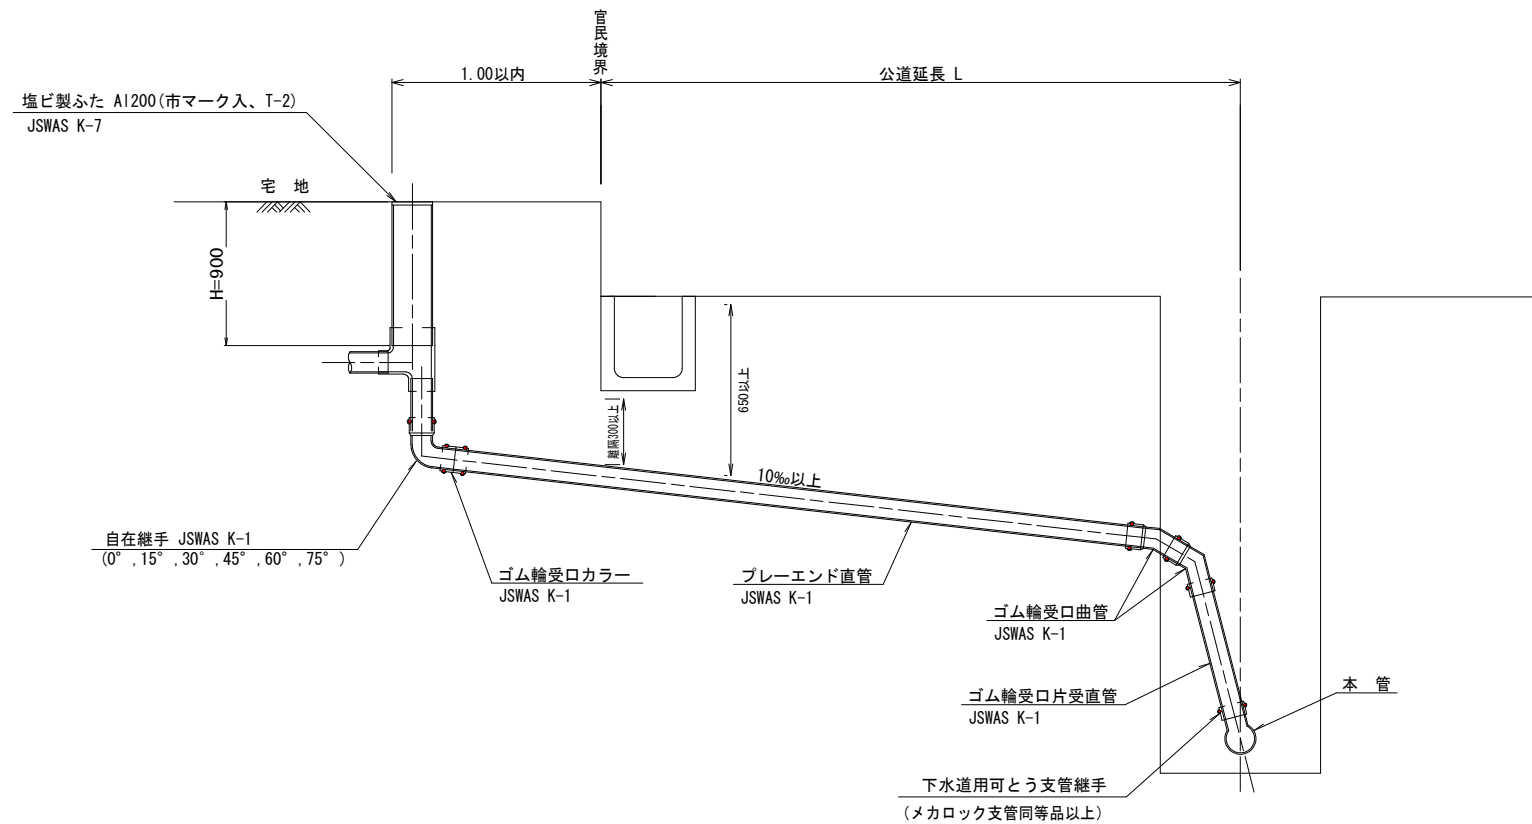 官民境界
1.00以内
公道延長 L
塩ビ製ふた AI200(市マーク入、T-2)
JSWAS K-7
宅 地
H=900
650以上
離隔300以上
10‰以上
自在継手 JSWAS K-1
(0°,15°,30°,45°,60°,75°)
ゴム輪受口カラー
JSWAS K-1
プレーエンド直管
JSWAS K-1
ゴム輪受口曲管
JSWAS K-1
ゴム輪受口片受直管
JSWAS K-1
本 管
下水道用可とう支管継手
(メカロック支管同等品以上)